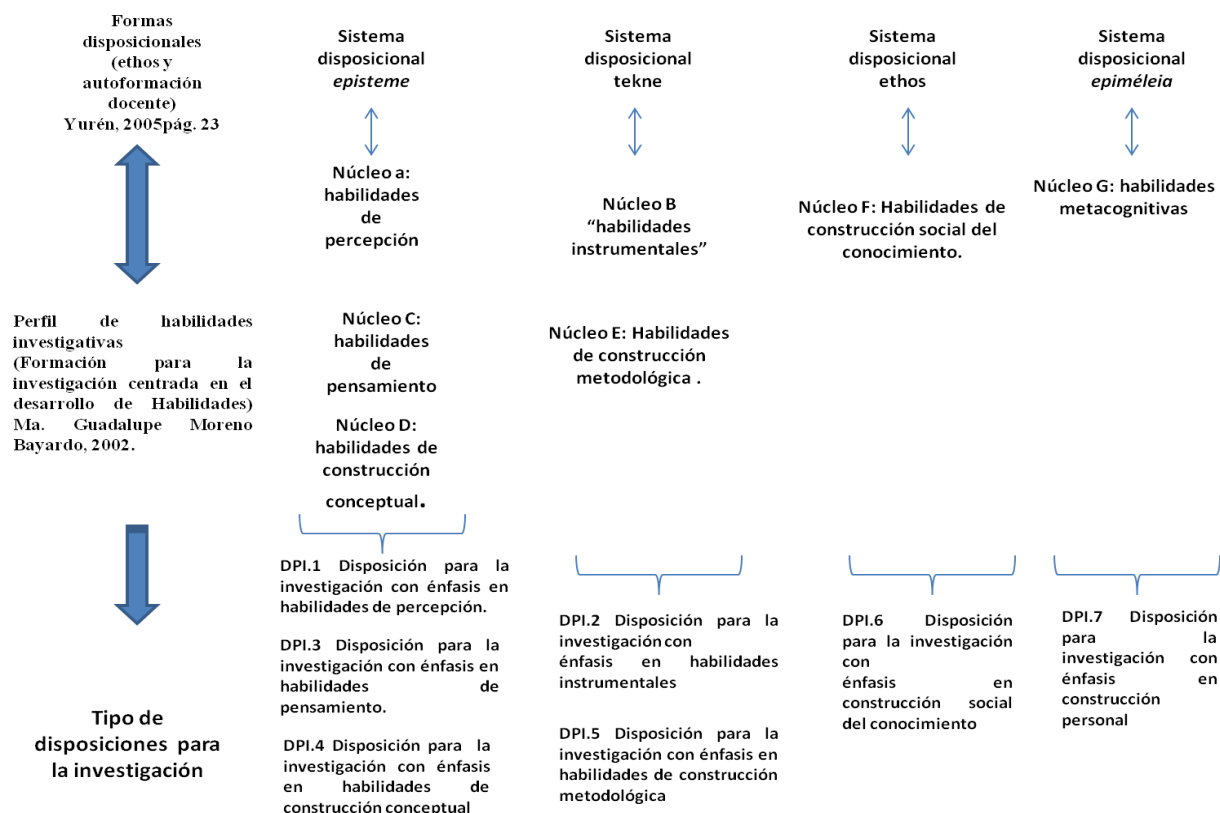 Formas
disposicionales
(ethos y
autoformación
docente)
Yurén, 2005pág. 23
Sistema
disposicional
episteme
Sistema
disposicional
tekne
Sistema
disposicional
ethos
Sistema
disposicional
epiméleia
Núcleo a:
habilidades
de
percepción
Núcleo B
“habilidades
instrumentales”
Núcleo F: Habilidades de
construcción social del
conocimiento.
Núcleo G: habilidades
metacognitivas
Perfil de habilidades
investigativas
(Formación para la
investigación centrada en el
desarrollo de Habilidades)
Ma. Guadalupe Moreno
Bayardo, 2002.
Núcleo C:
habilidades
de
pensamiento
Núcleo D:
habilidades de
construcción
conceptual.
Núcleo E: Habilidades
de construcción
metodológica .
Tipo de
disposiciones para
la investigación
DPI.1 Disposición para la
investigación con énfasis en
habilidades de percepción.
DPI.3 Disposición para la
investigación con énfasis en
habilidades de
pensamiento.
DPI.4 Disposición para la
investigación con énfasis
en habilidades de
construcción conceptual
DPI.2 Disposición para la
investigación con
énfasis en habilidades
instrumentales
DPI.5 Disposición para la
investigación con énfasis en
habilidades de construcción
metodológica
DPI.6 Disposición
para la investigación
con
énfasis en
construcción social
del conocimiento
DPI.7 Disposición
para la
investigación con
énfasis en
construcción
personal